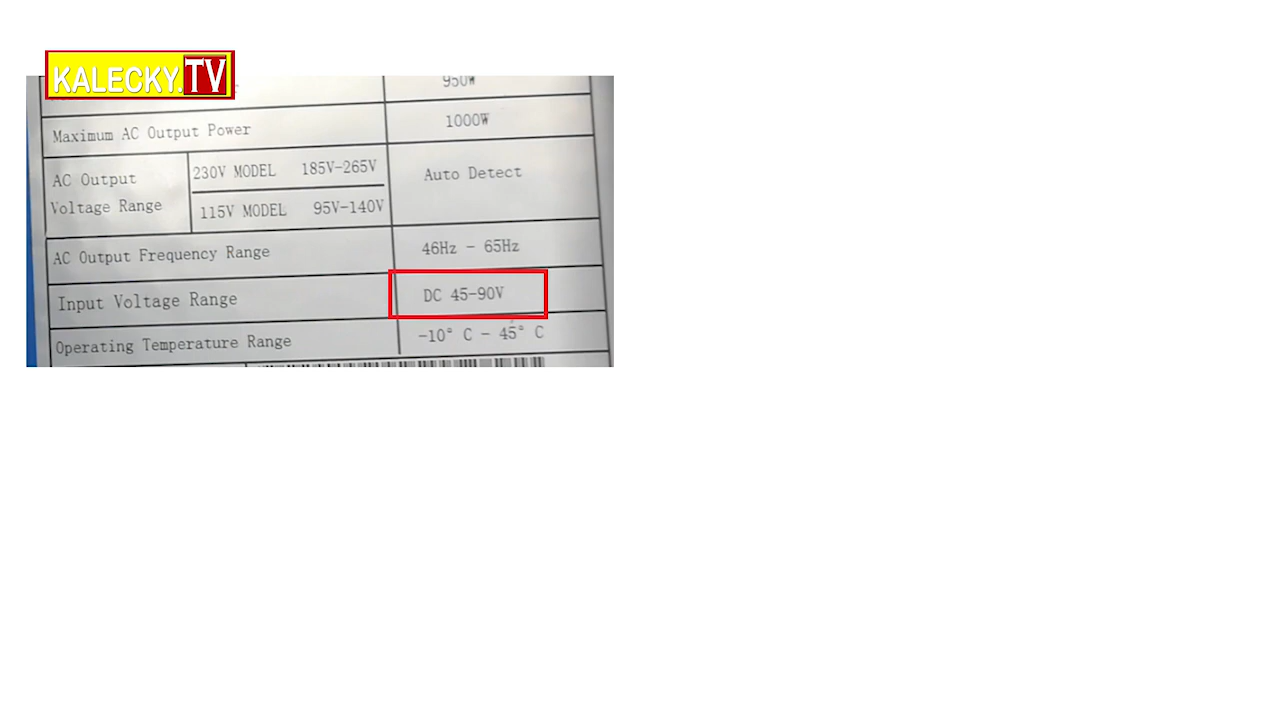 KALECKY.TV
950W
Maximum AC Output Power 1000W
AC Output Voltage Range 230V MODEL 185V-265V Auto Detect
115V MODEL 95V-140V
AC Output Frequency Range 46Hz - 65Hz
Input Voltage Range DC 45-90V
Operating Temperature Range -10° C - 45° C